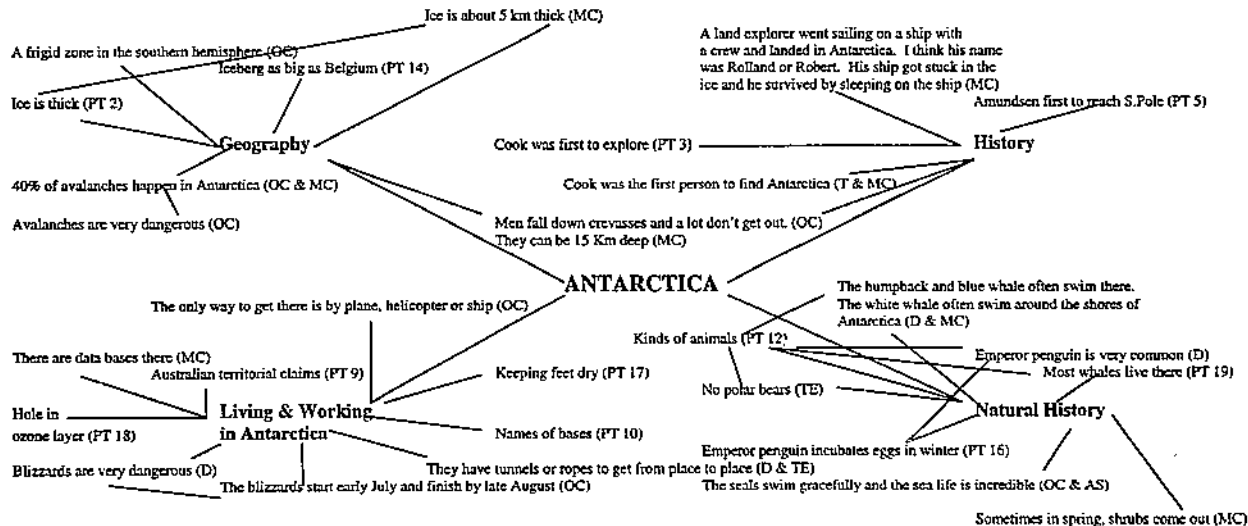 Ice is about 5 km thick (MC)
A frigid zone in the southern hemisphere (OC)
Iceberg as big as Belgium (PT 14)
Ice is thick (PT 2)
Geography
40% of avalanches happen in Antarctica (OC & MC)
Avalanches are very dangerous (OC)
A land explorer went sailing on a ship with
a crew and landed in Antarctica. I think his name
was Rolland or Robert. His ship got stuck in the
ice and he survived by sleeping on the ship (MC)
Amundsen first to reach S.Pole (PT 5)
Cook was first to explore (PT 3)
History
Cook was the first person to find Antarctica (T & MC)
Men fall down crevasses and a lot don't get out. (OC)
They can be 15 Km deep (MC)
ANTARCTICA
The only way to get there is by plane, helicopter or ship (OC)
There are data bases there (MC)
Australian territorial claims (PT 9)
Keeping feet dry (PT 17)
Hole in
ozone layer (PT 18)
Living & Working
in Antarctica
Names of bases (PT 10)
Blizzards are very dangerous (D)
They have tunnels or ropes to get from place to place (D & TE)
The blizzards start early July and finish by late August (OC)
The humpback and blue whale often swim there.
The white whale often swim around the shores of
Antarctica (D & MC)
Kinds of animals (PT 12)
Emperor penguin is very common (D)
Most whales live there (PT 19)
No polar bears (TE)
Natural History
Emperor penguin incubates eggs in winter (PT 16)
The seals swim gracefully and the sea life is incredible (OC & AS)
Sometimes in spring, shrubs come out (MC)